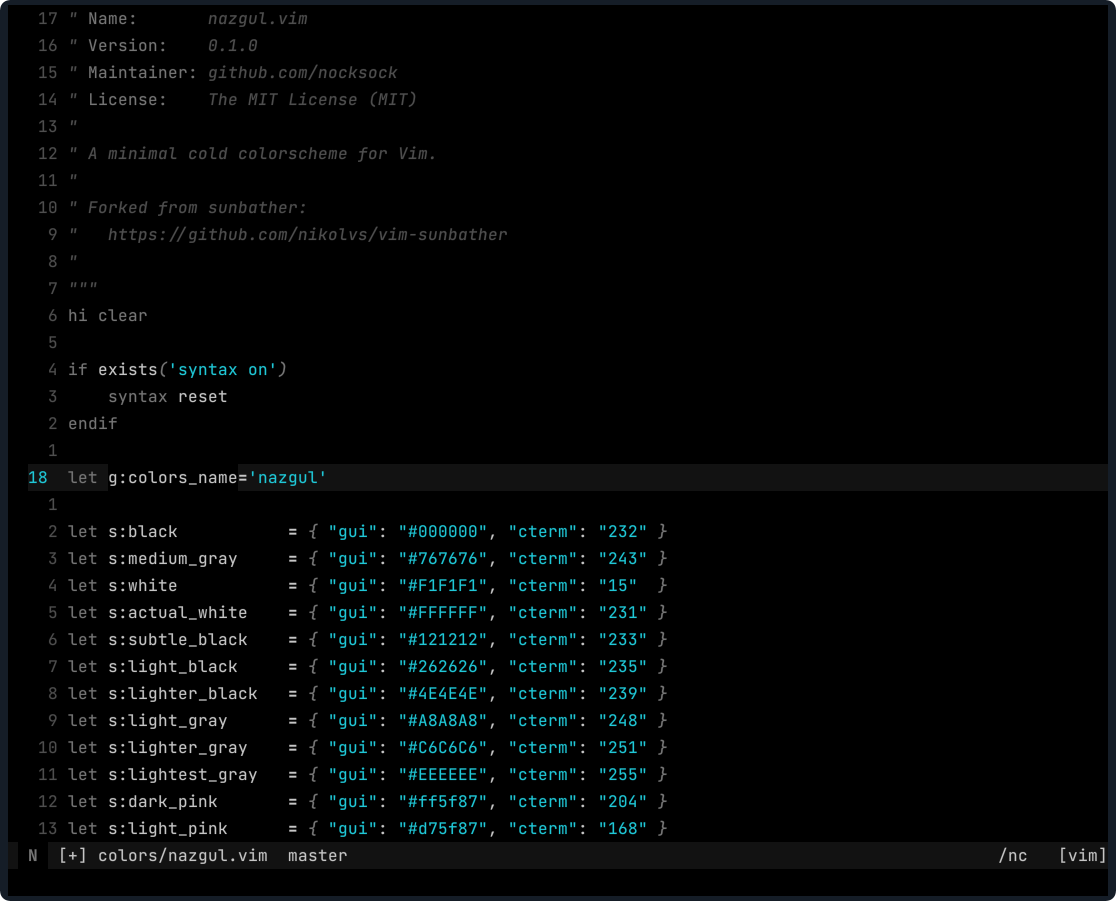 17 " Name:       nazgul.vim
16 " Version:    0.1.0
15 " Maintainer: github.com/nocksock
14 " License:    The MIT License (MIT)
13 "
12 " A minimal cold colorscheme for Vim.
11 "
10 " Forked from sunbather:
 9 "   https://github.com/nikolvs/vim-sunbather
 8 "
 7 """
 6 hi clear
 5
 4 if exists('syntax on')
 3     syntax reset
 2 endif
 1
18  let g:colors_name='nazgul'
 1
 2 let s:black           = { "gui": "#000000", "cterm": "232" }
 3 let s:medium_gray     = { "gui": "#767676", "cterm": "243" }
 4 let s:white           = { "gui": "#F1F1F1", "cterm": "15"  }
 5 let s:actual_white    = { "gui": "#FFFFFF", "cterm": "231" }
 6 let s:subtle_black    = { "gui": "#121212", "cterm": "233" }
 7 let s:light_black     = { "gui": "#262626", "cterm": "235" }
 8 let s:lighter_black   = { "gui": "#4E4E4E", "cterm": "239" }
 9 let s:light_gray      = { "gui": "#A8A8A8", "cterm": "248" }
10 let s:lighter_gray    = { "gui": "#C6C6C6", "cterm": "251" }
11 let s:lightest_gray   = { "gui": "#EEEEEE", "cterm": "255" }
12 let s:dark_pink       = { "gui": "#ff5f87", "cterm": "204" }
13 let s:light_pink      = { "gui": "#d75f87", "cterm": "168" }
N  [+] colors/nazgul.vim  master  /nc   [vim]